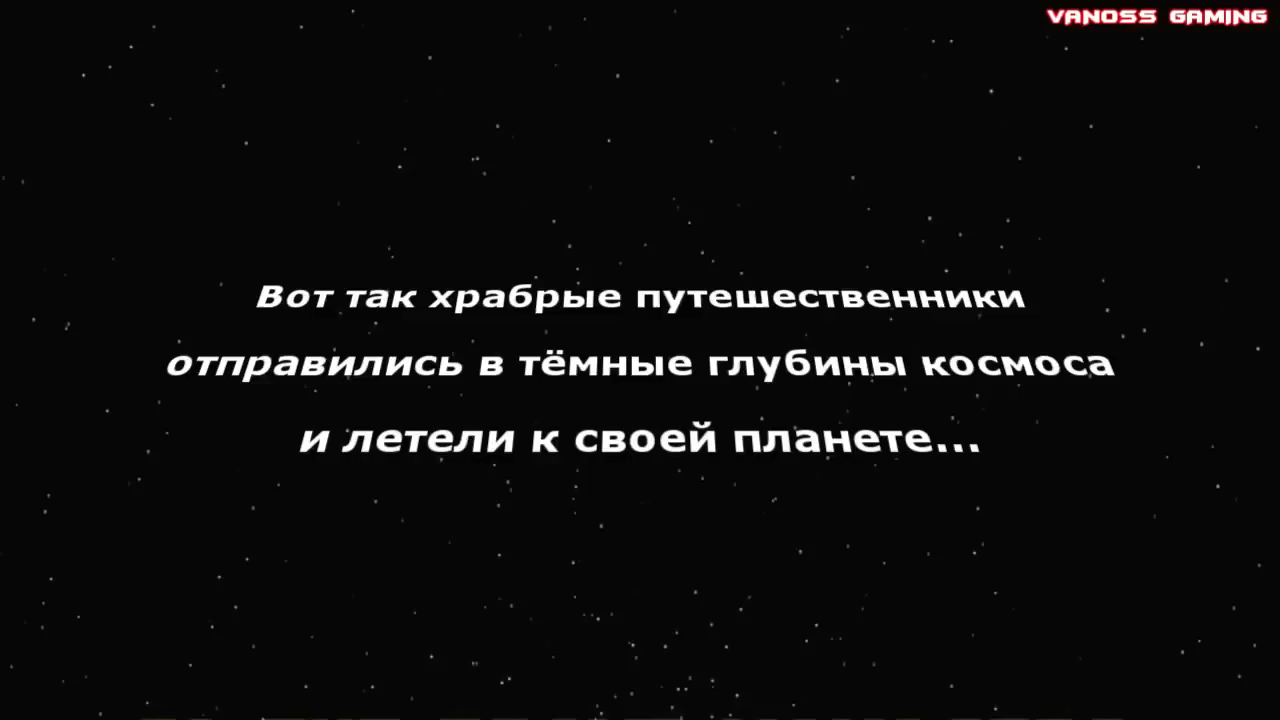 VANOSS GAMING
Вот так храбрые путешественники
отправились в тёмные глубины космоса
и летели к своей планете...